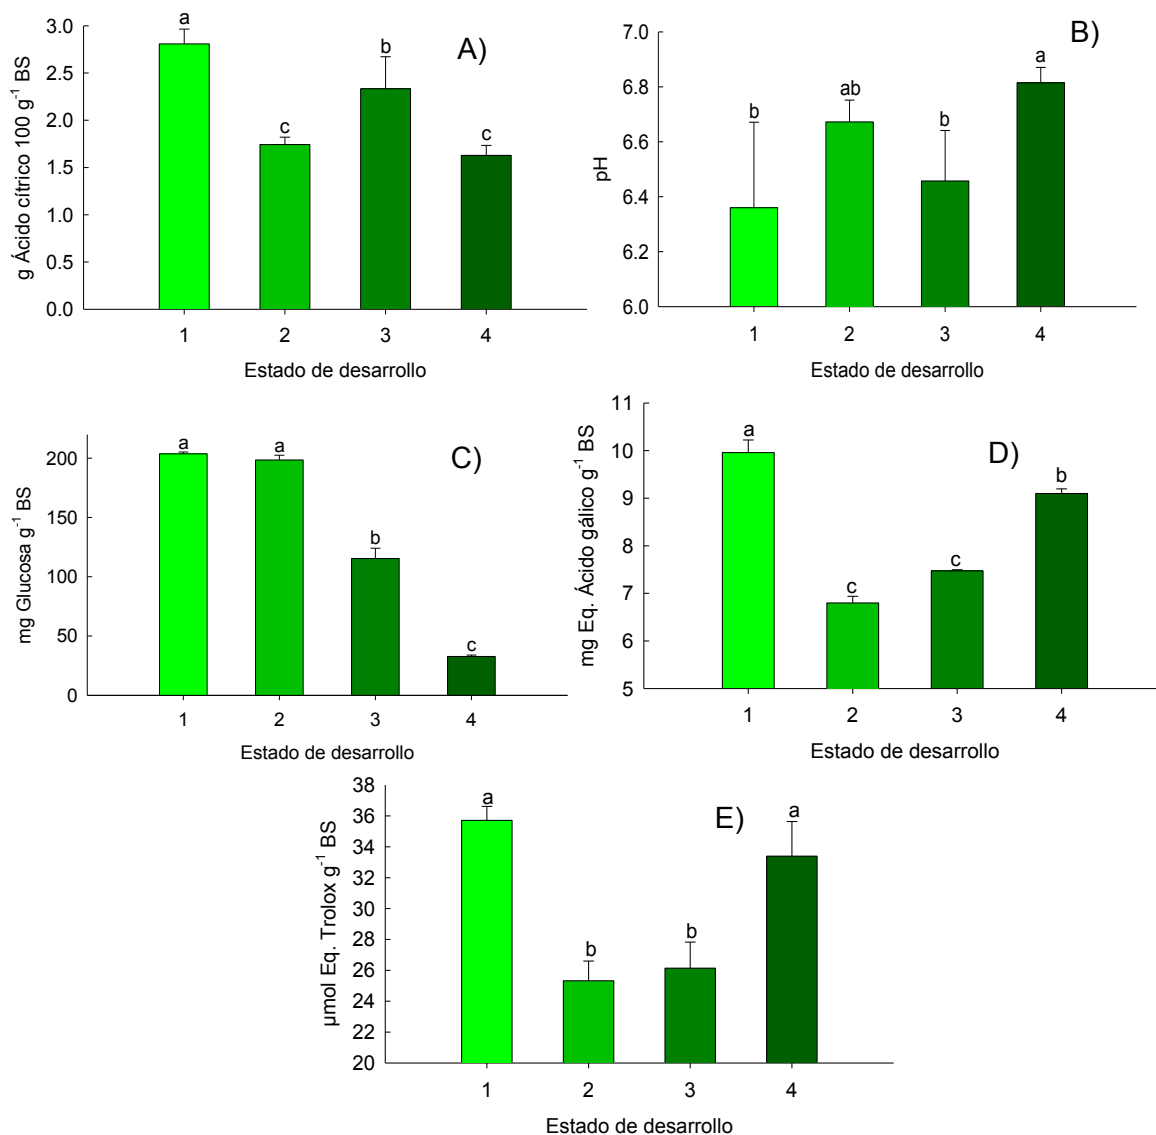 A)
g Ácido cítrico 100 g⁻¹ BS
3.0
2.5
2.0
1.5
1.0
0.5
0.0
a
c
b
c
1 2 3 4
Estado de desarrollo
B)
pH
7.0
6.8
6.6
6.4
6.2
6.0
b
ab
b
a
1 2 3 4
Estado de desarrollo
C)
mg Glucosa g⁻¹ BS
200
150
100
50
0
a
a
b
c
1 2 3 4
Estado de desarrollo
D)
mg Eq. Ácido gálico g⁻¹ BS
11
10
9
8
7
6
5
a
c
c
b
1 2 3 4
Estado de desarrollo
E)
µmol Eq. Trolox g⁻¹ BS
38
36
34
32
30
28
26
24
22
20
a
b
b
a
1 2 3 4
Estado de desarrollo